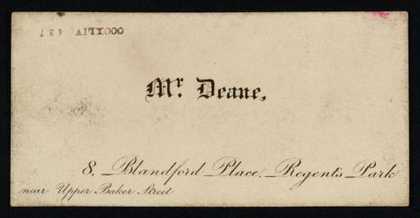 Mr. Deane,
8, Blandford Place, Regents Park
near Upper Baker Street